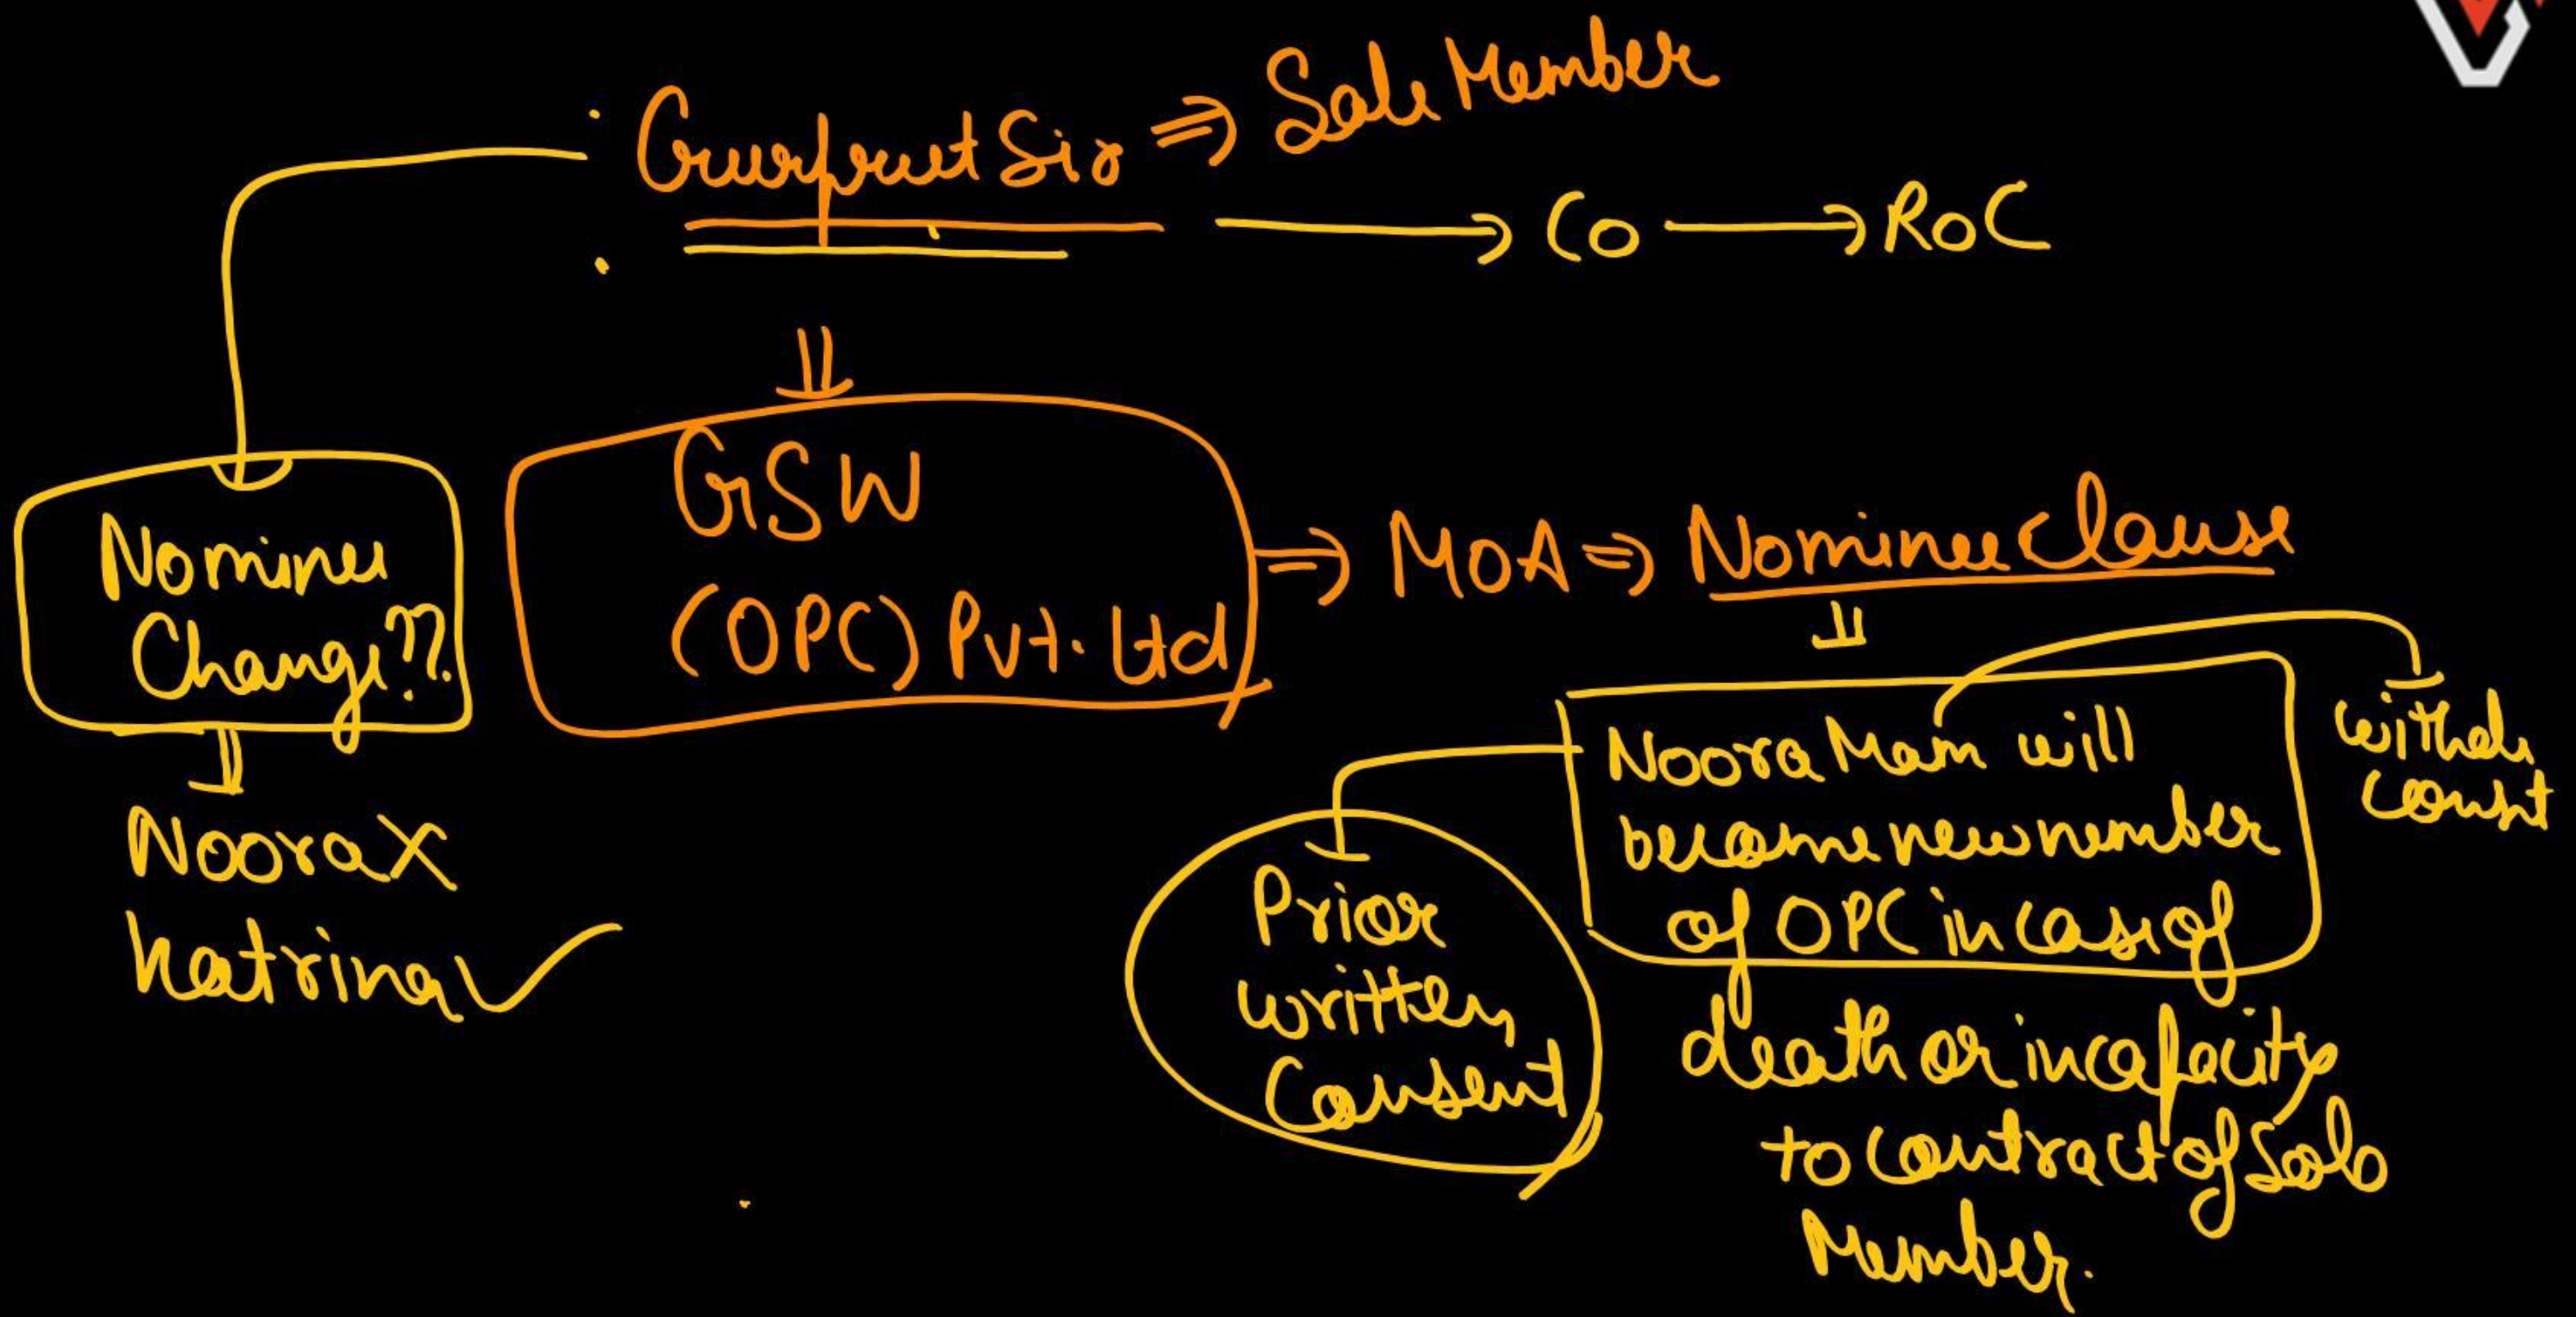 Gurpreet Sir ⇒ Sole Member
→ Co → RoC
GSW
(OPC) Pvt. Ltd
⇒ MOA ⇒ Nominee Clause
Nominee
Change??
Noora X
Katrina ✓
Noora Mam will
become new member
of OPC in case of
death or incapacity
to contract of Sole
Member.
Prior
written
Consent